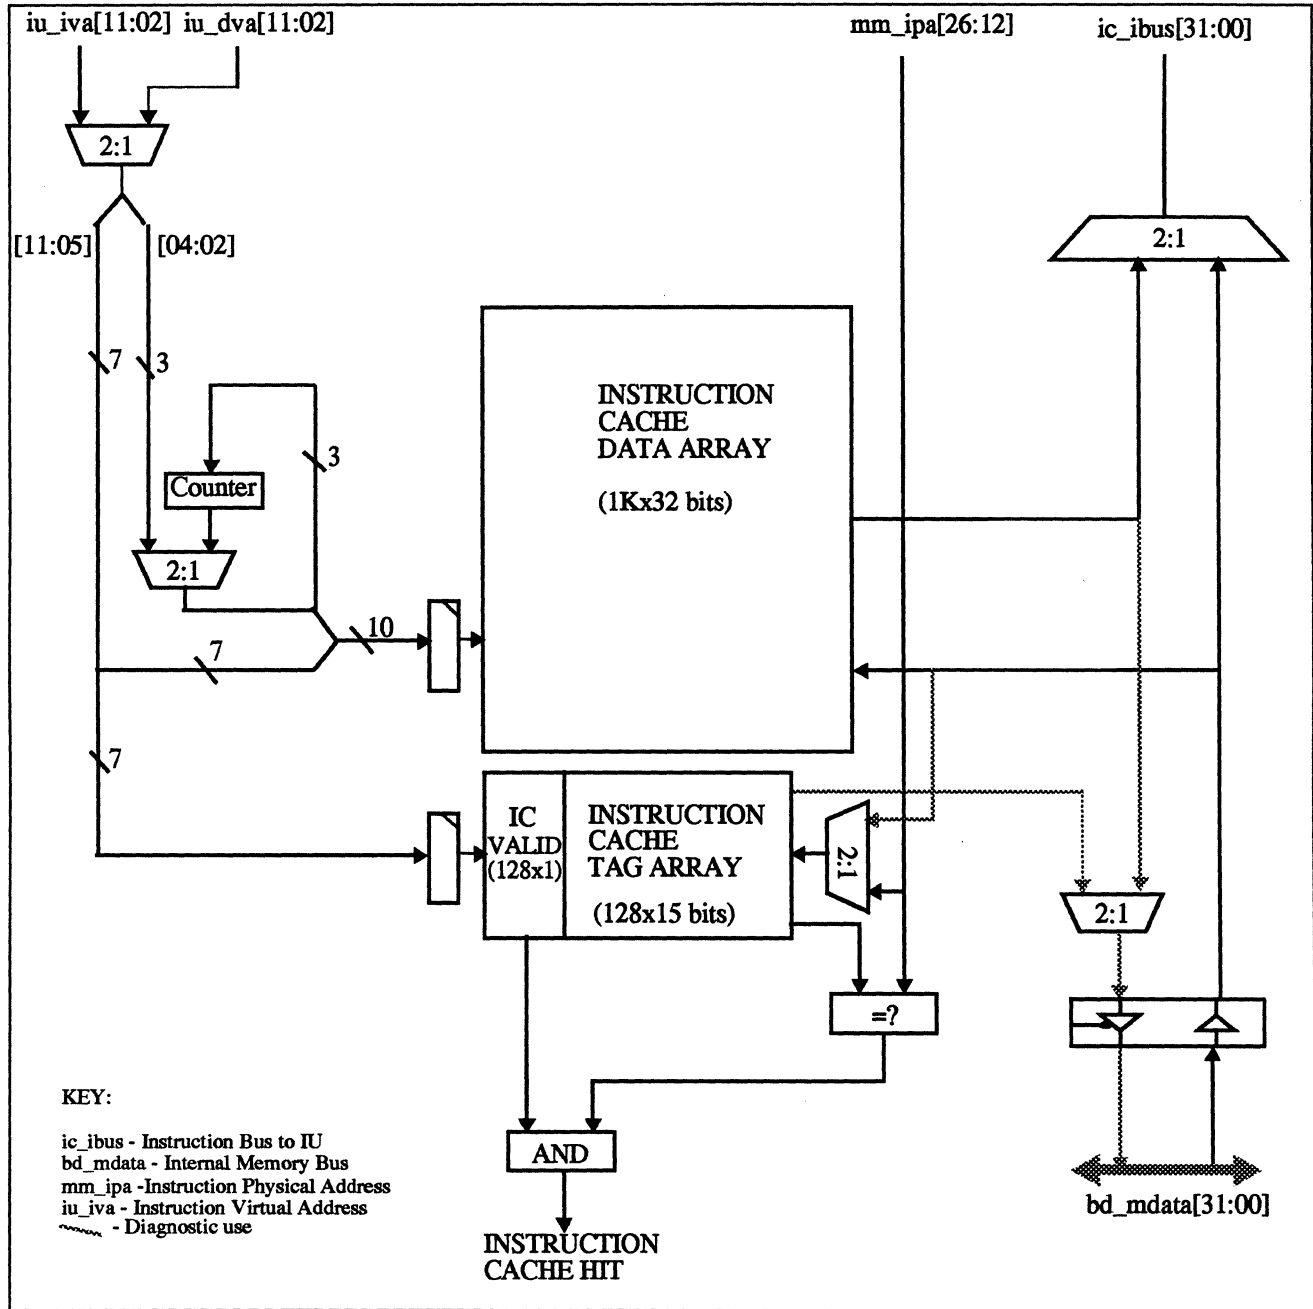 iu_iva[11:02] iu_dva[11:02]
mm_ipa[26:12]
ic_ibus[31:00]
2:1
2:1
[11:05]
[04:02]
7
3
3
INSTRUCTION
CACHE
DATA ARRAY
(1Kx32 bits)
Counter
2:1
10
7
7
IC
VALID
(128x1)
INSTRUCTION
CACHE
TAG ARRAY
(128x15 bits)
2:1
2:1
=?
KEY:
ic_ibus - Instruction Bus to IU
bd_mdata - Internal Memory Bus
mm_ipa -Instruction Physical Address
iu_iva - Instruction Virtual Address
- Diagnostic use
AND
INSTRUCTION
CACHE HIT
bd_mdata[31:00]